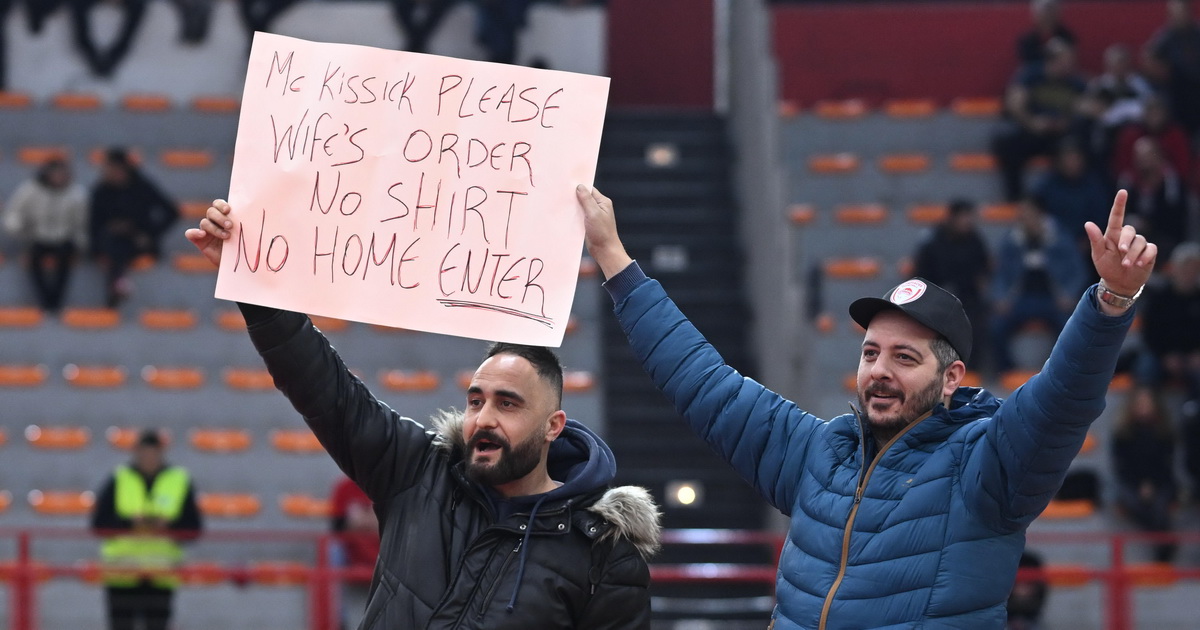 Mc KISSICK PLEASE
WIFE'S ORDER
NO SHIRT
NO HOME ENTER